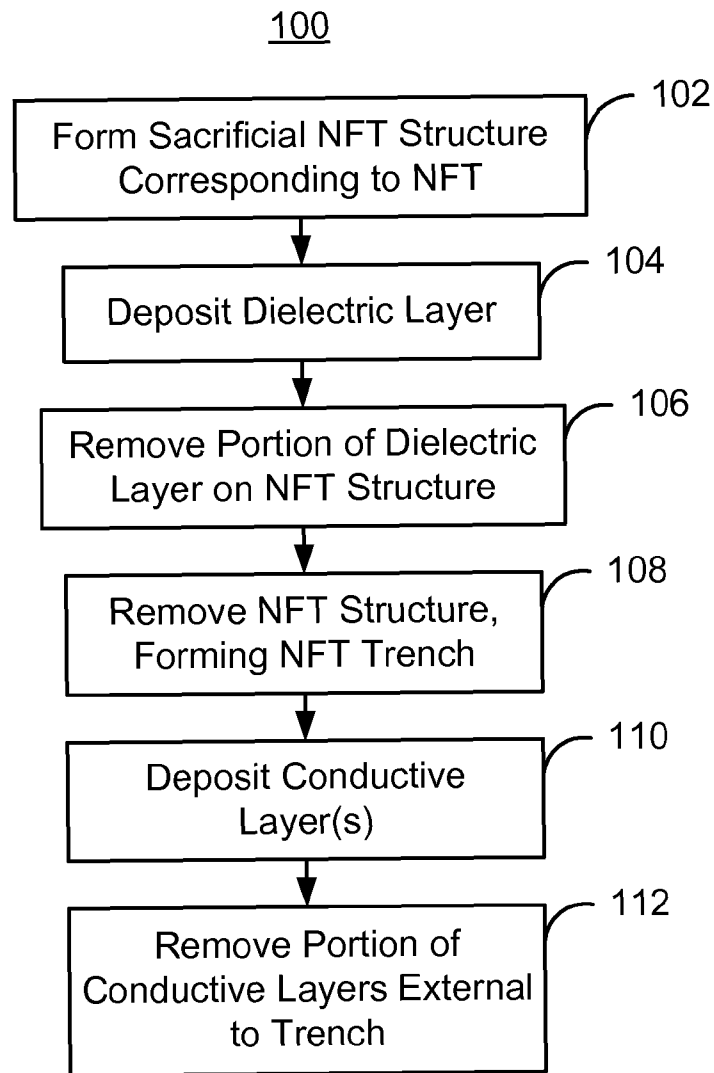 100
102
Form Sacrificial NFT Structure
Corresponding to NFT
104
Deposit Dielectric Layer
106
Remove Portion of Dielectric
Layer on NFT Structure
108
Remove NFT Structure,
Forming NFT Trench
110
Deposit Conductive
Layer(s)
112
Remove Portion of
Conductive Layers External
to Trench